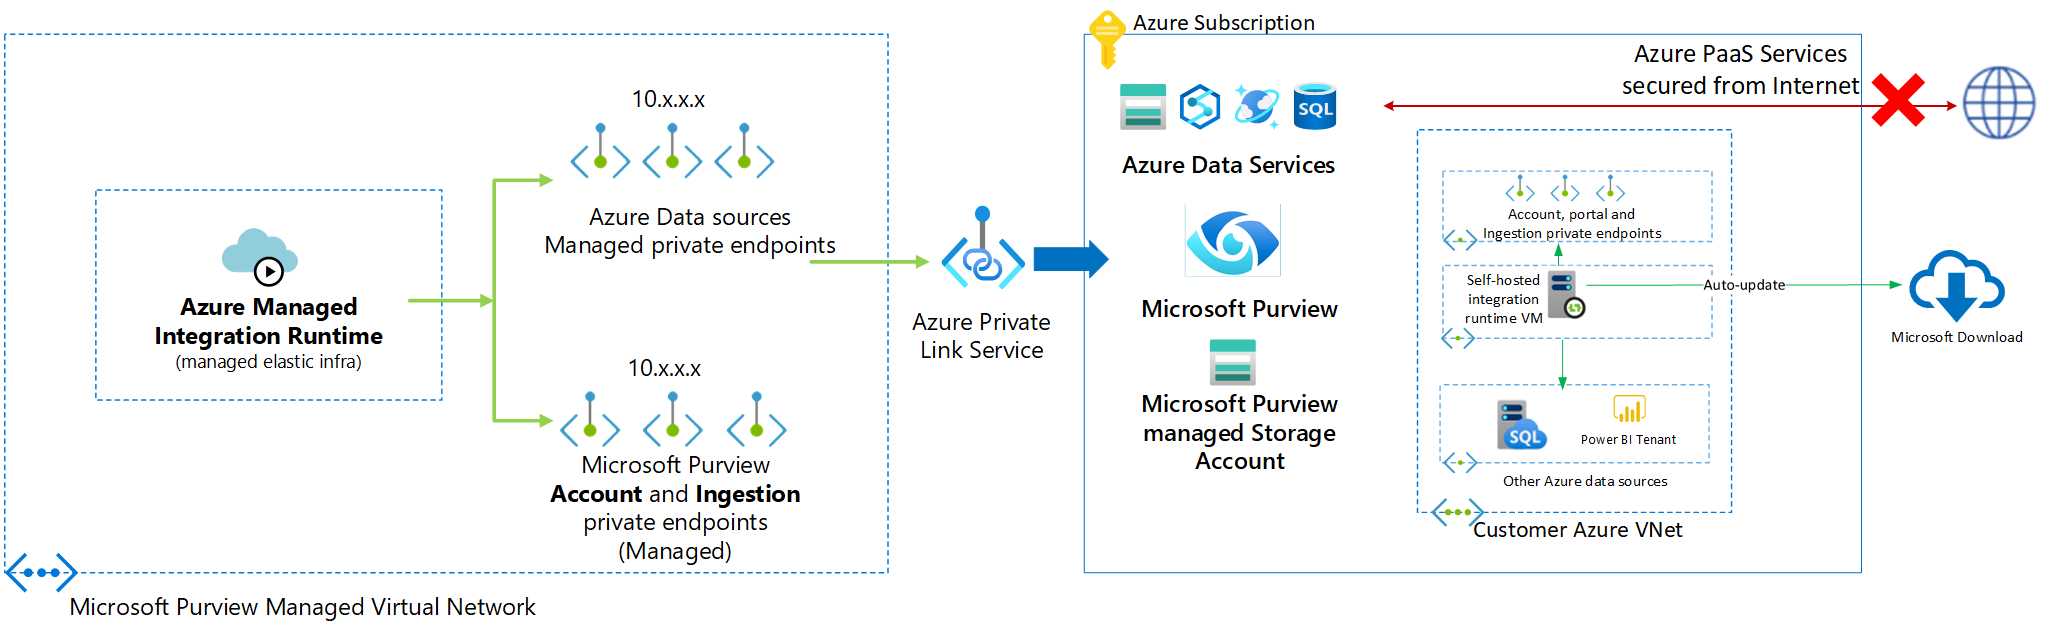 Azure Subscription
Azure PaaS Services
secured from Internet
10.x.x.x
Azure Data sources
Managed private endpoints
Azure Managed
Integration Runtime
(managed elastic infra)
10.x.x.x
Microsoft Purview
Account and Ingestion
private endpoints
(Managed)
Microsoft Purview Managed Virtual Network
Azure Private
Link Service
SQL
Azure Data Services
Microsoft Purview
Microsoft Purview
managed Storage
Account
Account, portal and
Ingestion private endpoints
Self-hosted
integration
runtime VM
Auto-update
Microsoft Download
SQL
Power BI Tenant
Other Azure data sources
Customer Azure VNet